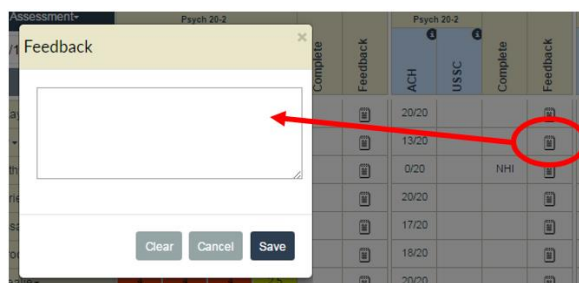 Assessment-
Psych 20-2
Psych 20-2
Feedback
×
Complete
Feedback
ACH
USSC
Complete
Feedback
20/20
13/20
0/20
NHI
20/20
17/20
18/20
20/20
Clear
Cancel
Save